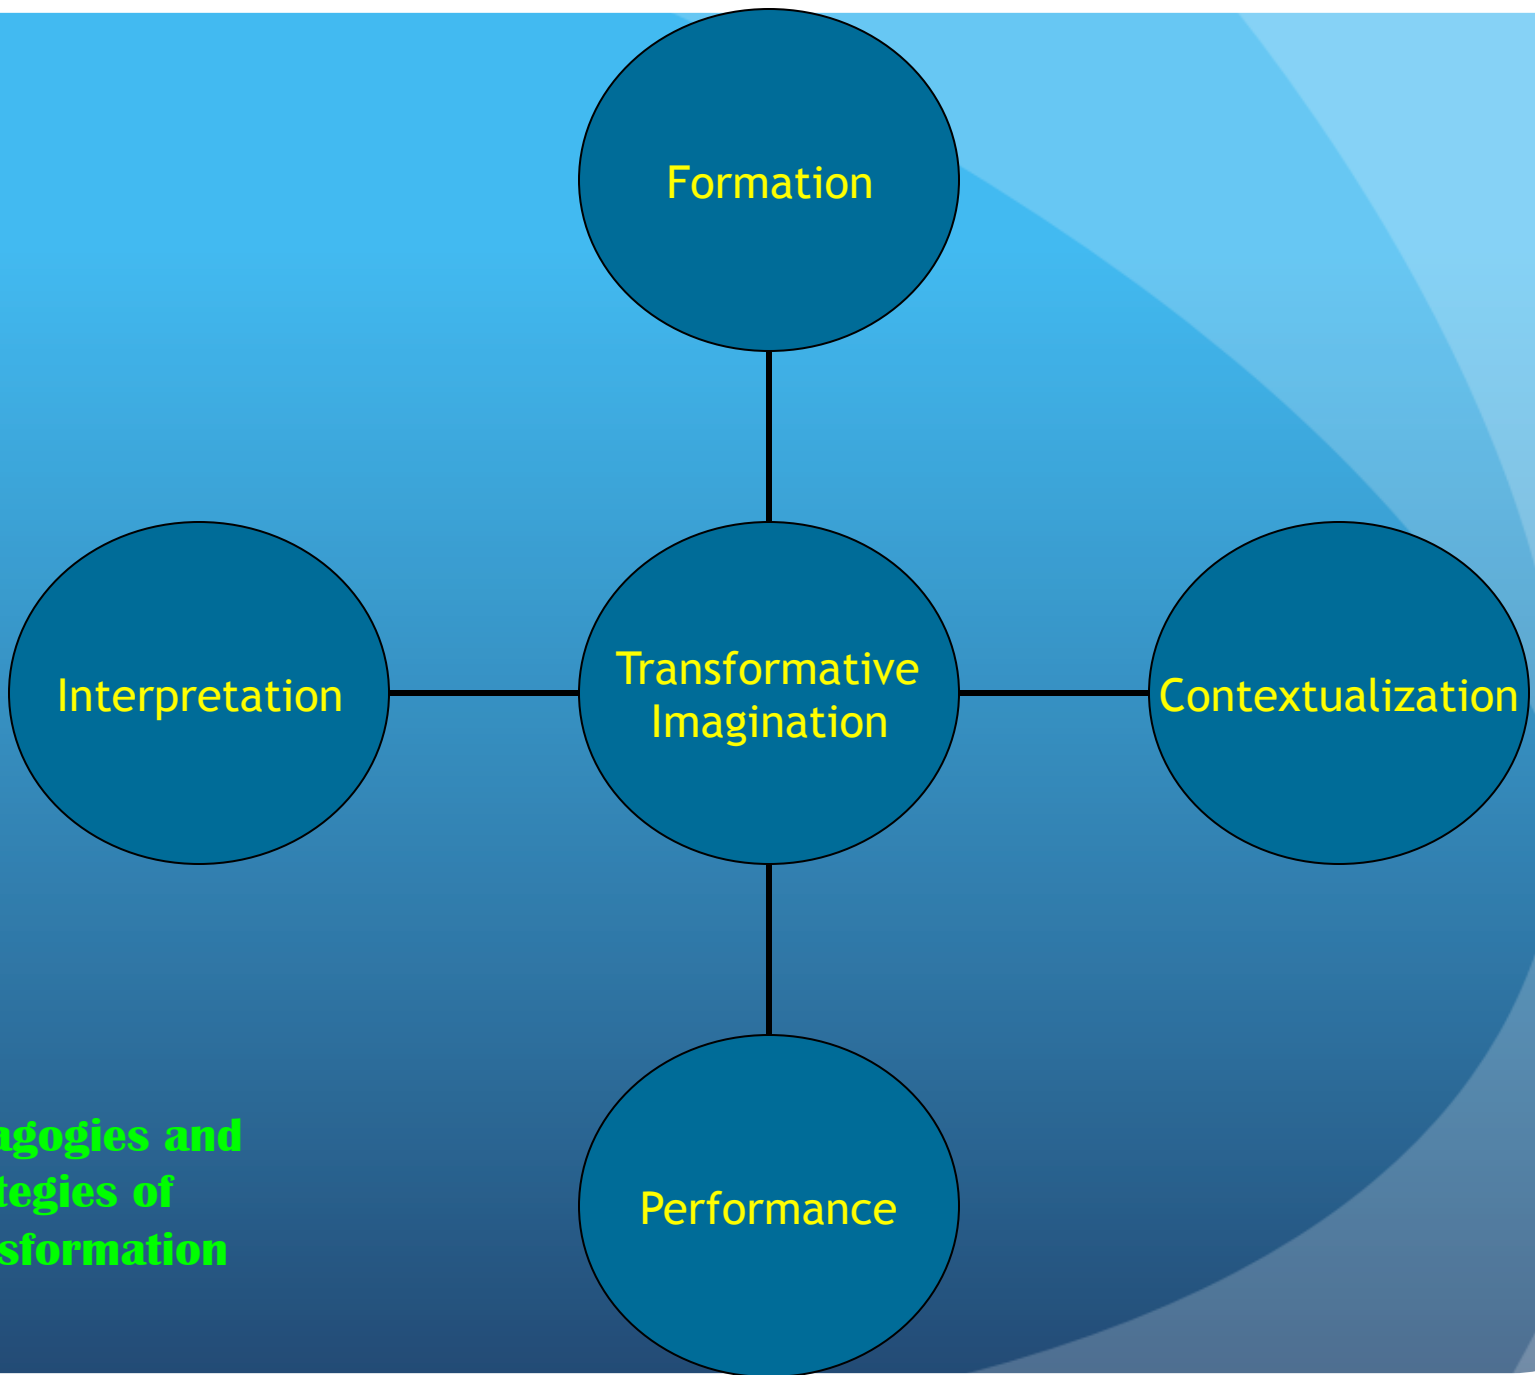 Formation
Interpretation
Transformative
Imagination
Contextualization
agogies and
tegies of
sformation
Performance